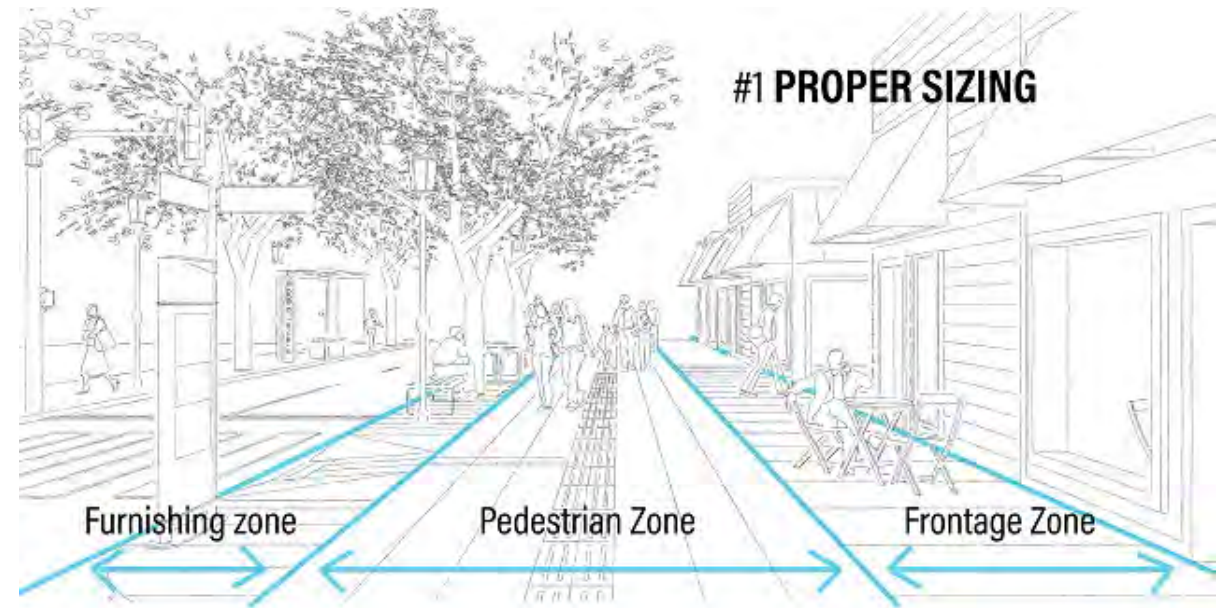 #1 PROPER SIZING
Furnishing zone
Pedestrian Zone
Frontage Zone